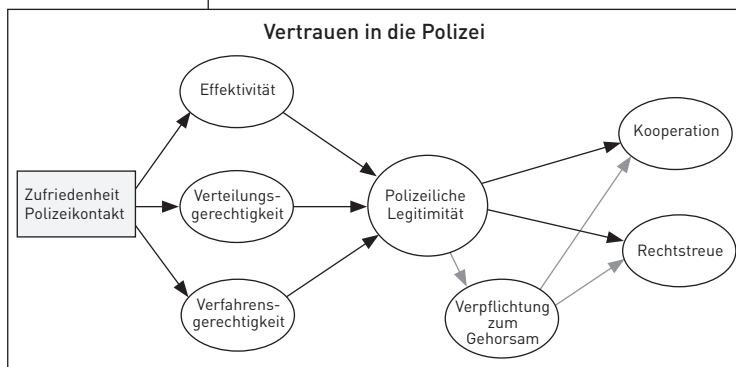 Vertrauen in die Polizei
Effektivität
Kooperation
Zufriedenheit
Polizeikontakt
Verteilungs-
gerechtigkeit
Polizeiliche
Legitimität
Rechtstreue
Verfahrens-
gerechtigkeit
Verpflichtung
zum
Gehorsam